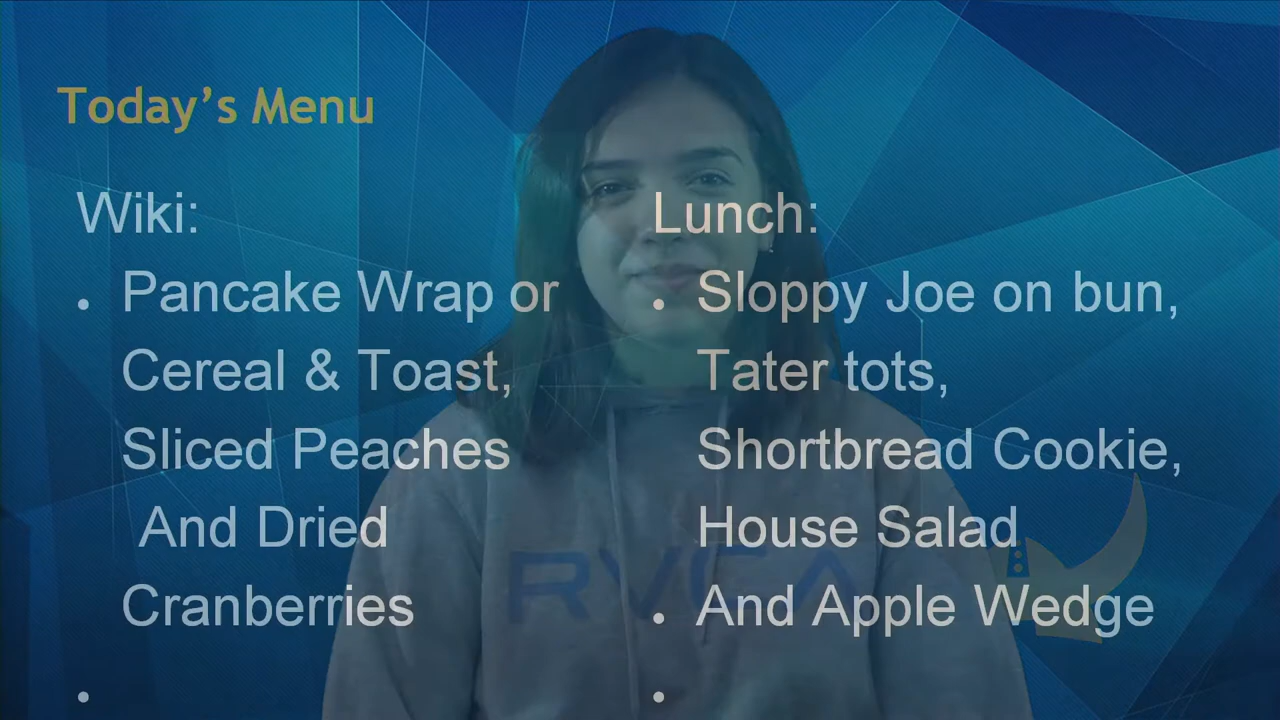 Today's Menu
Wiki:
• Pancake Wrap or
Cereal & Toast,
Sliced Peaches
And Dried
Cranberries
•
Lunch:
• Sloppy Joe on bun,
Tater tots,
Shortbread Cookie,
House Salad
• And Apple Wedge
•
RVCA